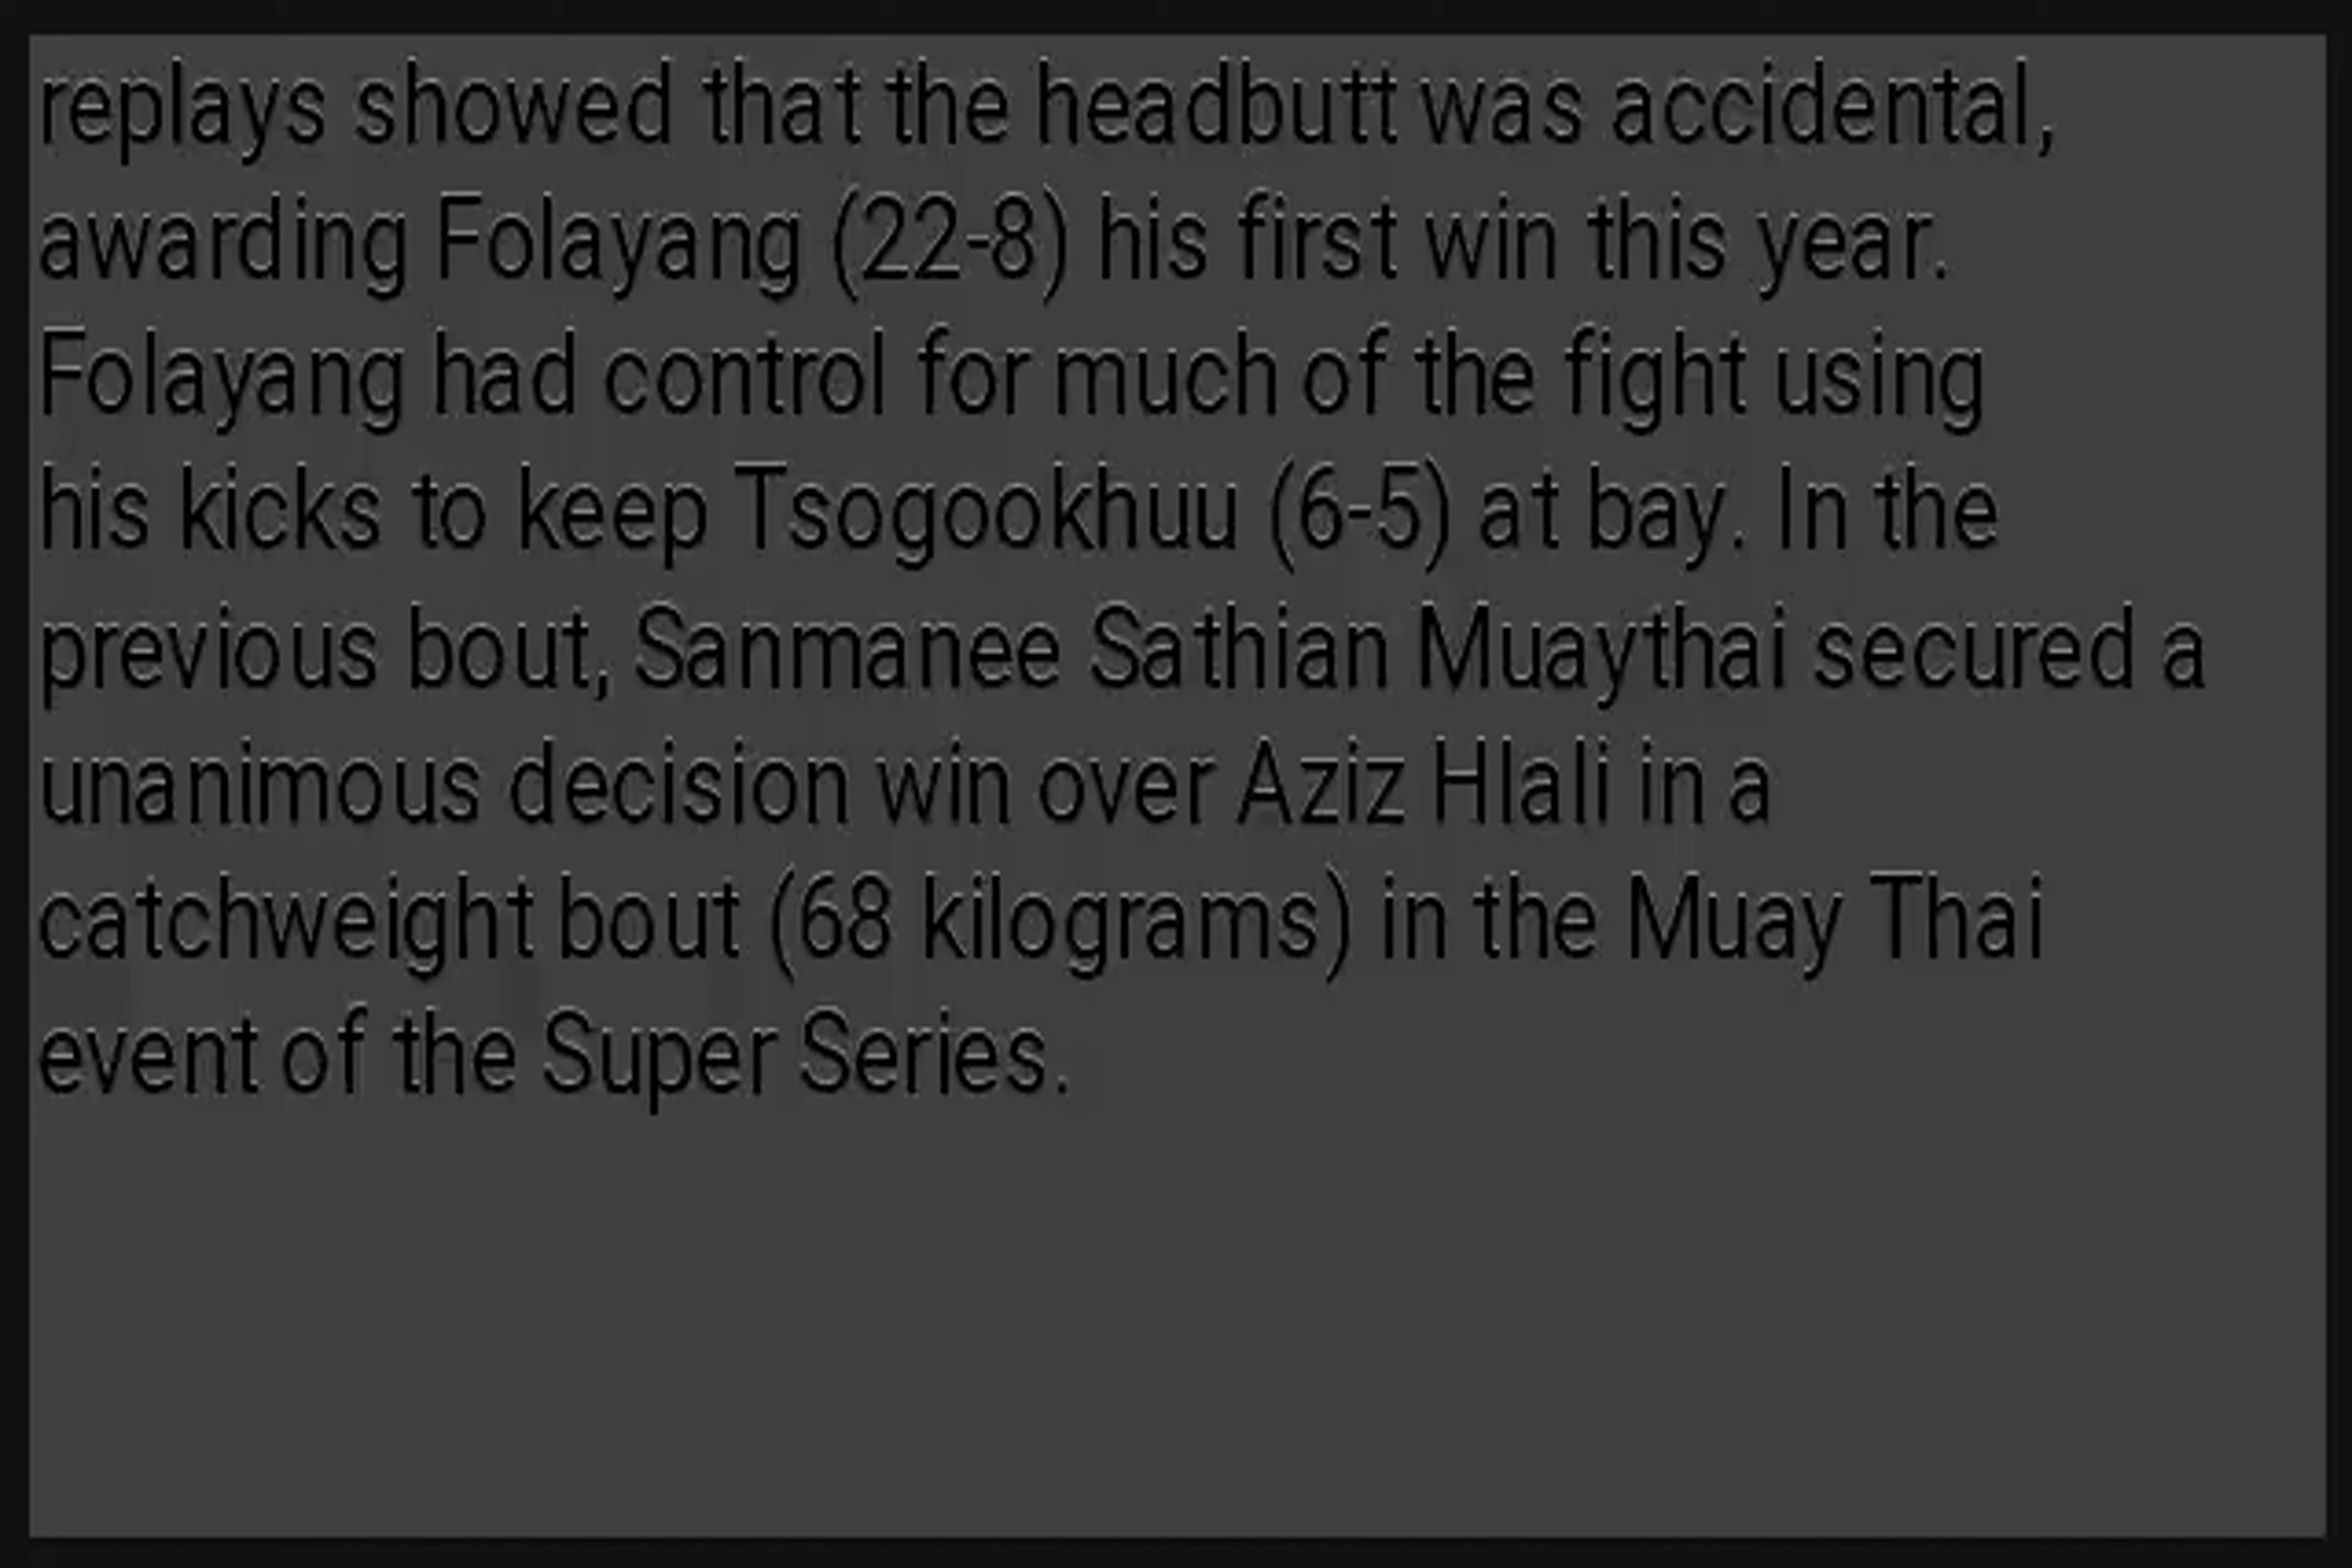 replays showed that the headbutt was accidental,
awarding Folayang (22-8) his first win this year.
Folayang had control for much of the fight using
his kicks to keep Tsogookhuu (6-5) at bay. In the
previous bout, Sanmanee Sathian Muaythai secured a
unanimous decision win over Aziz Hlali in a
catchweight bout (68 kilograms) in the Muay Thai
event of the Super Series.